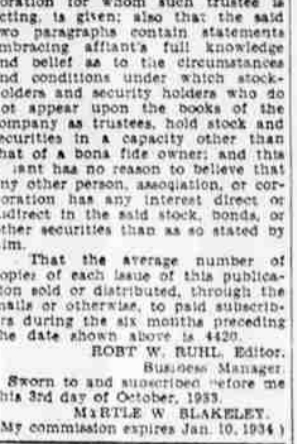 oration for whom such trustee is
cting, is given; also that the said
wo paragraphs contain statements
mbracing affiant's full knowledge
nd belief as to the circumstances
nd conditions under which stock-
olders and security holders who do
ot appear upon the books of the
ompany as trustees, hold stock and
ecurities in a capacity other than
hat of a bona fide owner; and this
iant has no reason to believe that
ny other person, association, or cor-
oration has any interest direct or
ndirect in the said stock, bonds, or
ther securities than as so stated by
im.
That the average number of
opies of each issue of this publica-
ion sold or distributed, through the
ails or otherwise, to paid subscrib-
rs during the six months preceding
he date shown above is 4420.
ROBT W. RUHL, Editor.
Business Manager.
Sworn to and subscribed before me
his 3rd day of October, 1933.
MYRTLE W. BLAKELEY.
My commission expires Jan. 10, 1934)